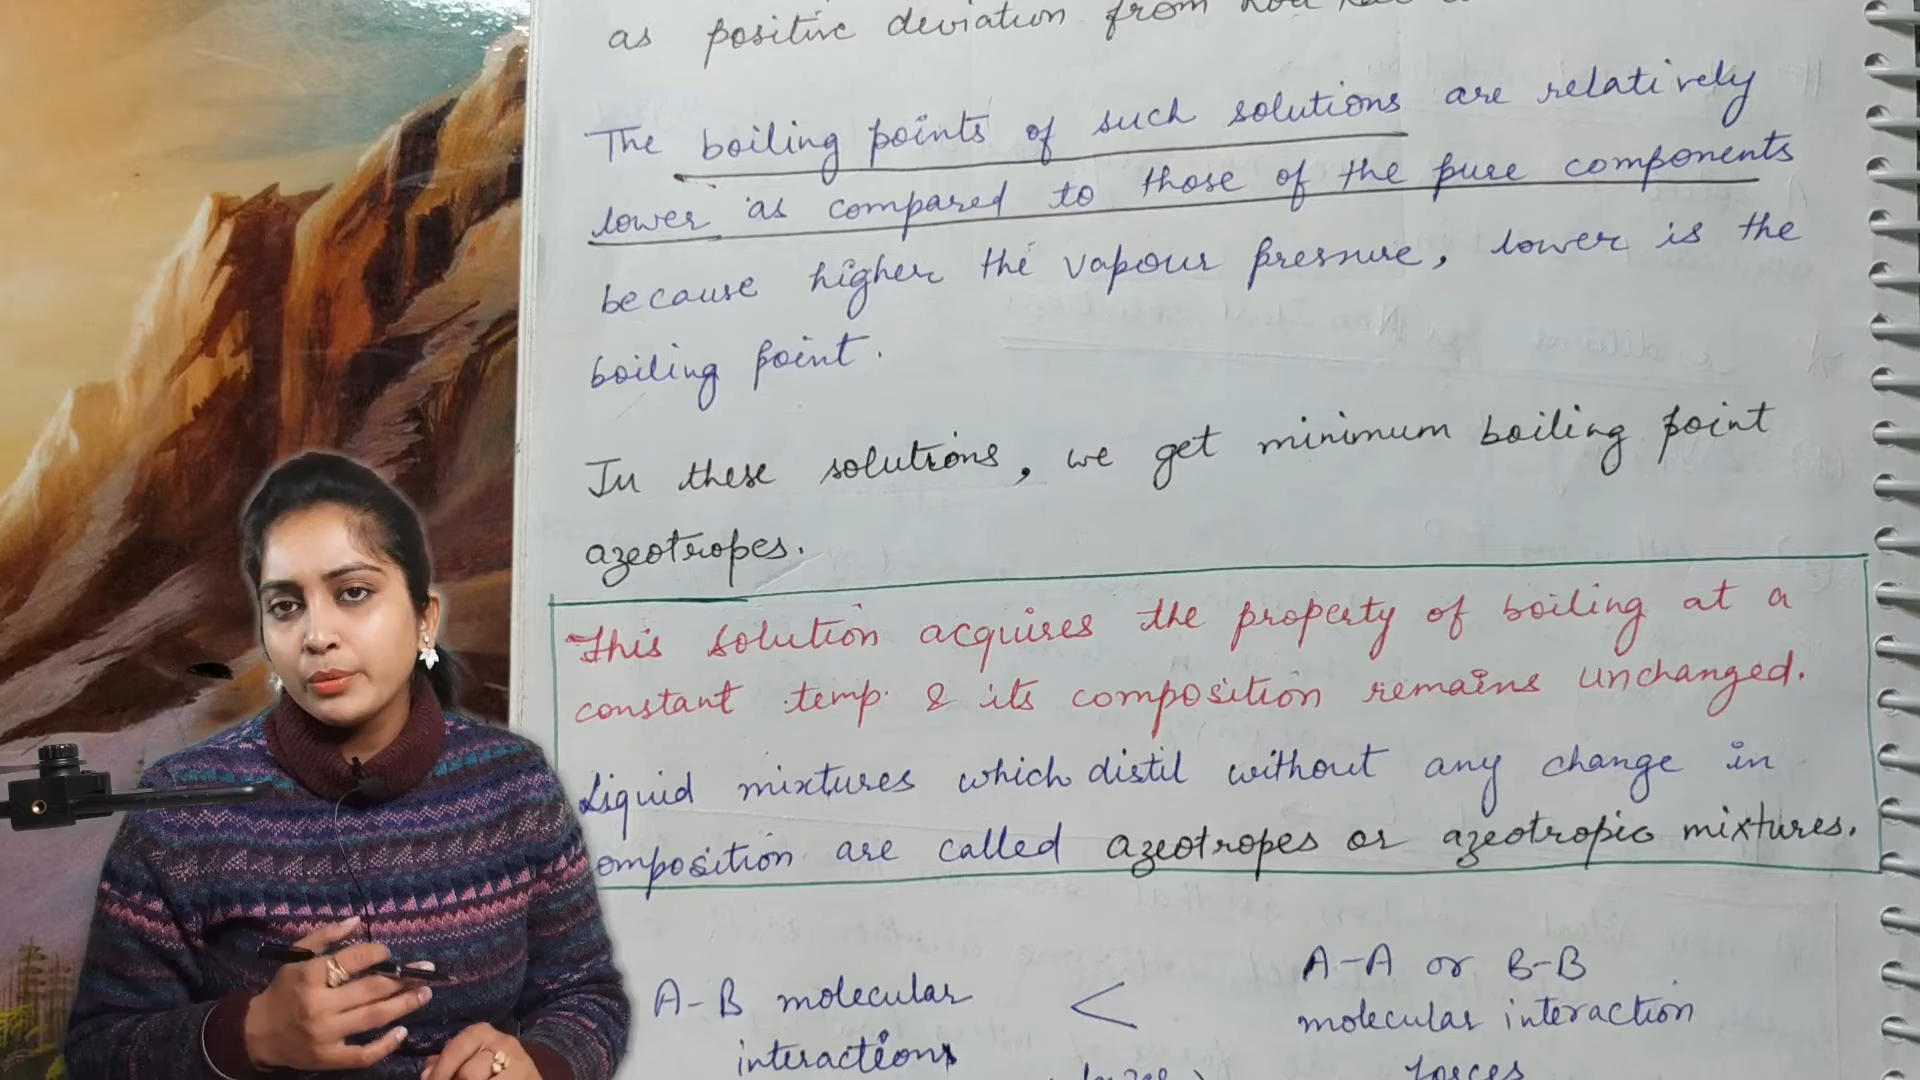 as positive deviation from
The boiling points of such solutions are relatively
lower as compared to those of the pure components
because higher the vapour pressure, lower is the
boiling point.
In these solutions, we get minimum boiling point
azeotropes.
This solution acquires the property of boiling at a
constant temp. & its composition remains unchanged.
Liquid mixtures which distil without any change in
omposition are called azeotropes or azeotropic mixtures.
A-B molecular interactions < A-A or B-B molecular interaction
forces